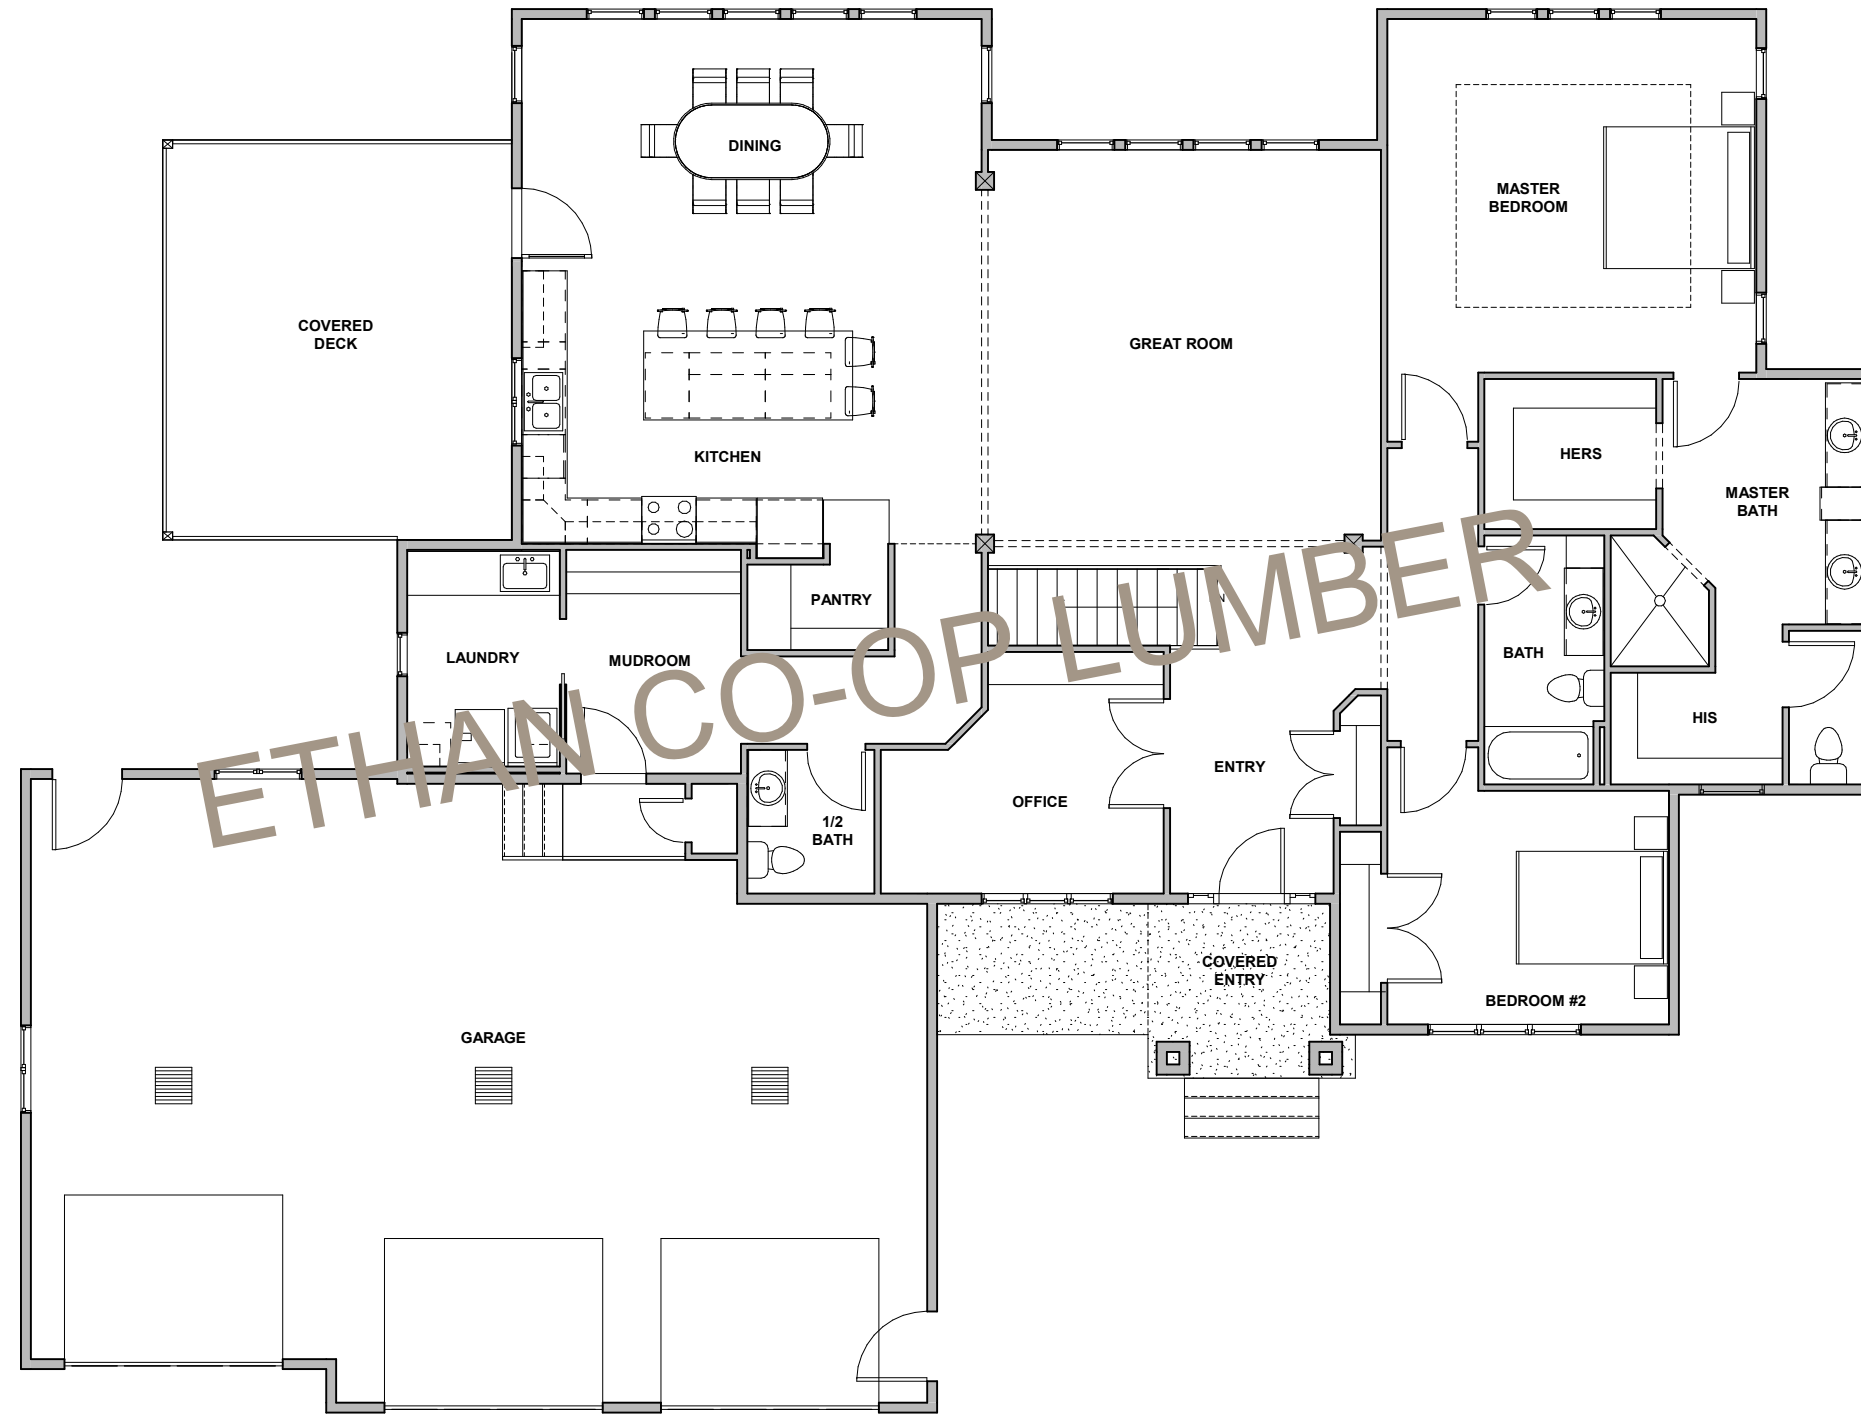 DINING
MASTER
BEDROOM
COVERED
DECK
GREAT ROOM
KITCHEN
HERS
MASTER
BATH
PANTRY
LAUNDRY
MUDROOM
BATH
HIS
ENTRY
OFFICE
1/2
BATH
COVERED
ENTRY
BEDROOM #2
GARAGE
ETHAN CO-OP LUMBER